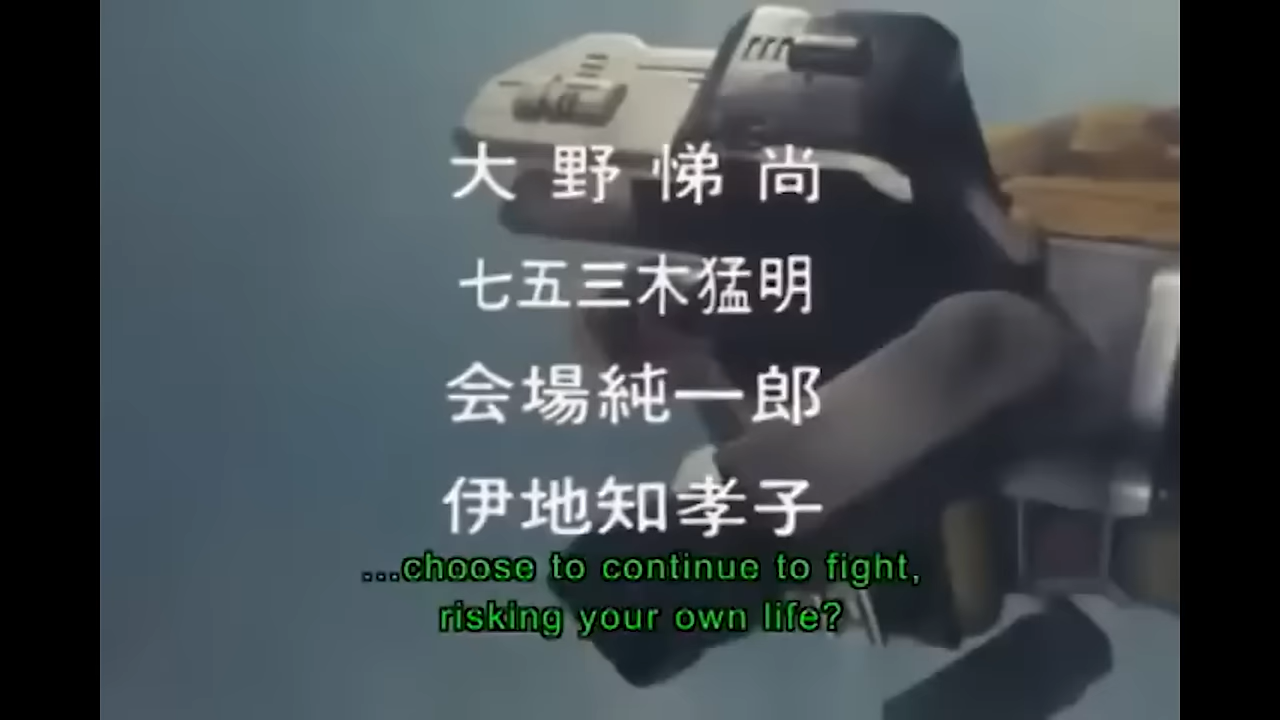 大野悌尚
七五三木猛明
会場純一郎
伊地知孝子
...choose to continue to fight,
risking your own life?